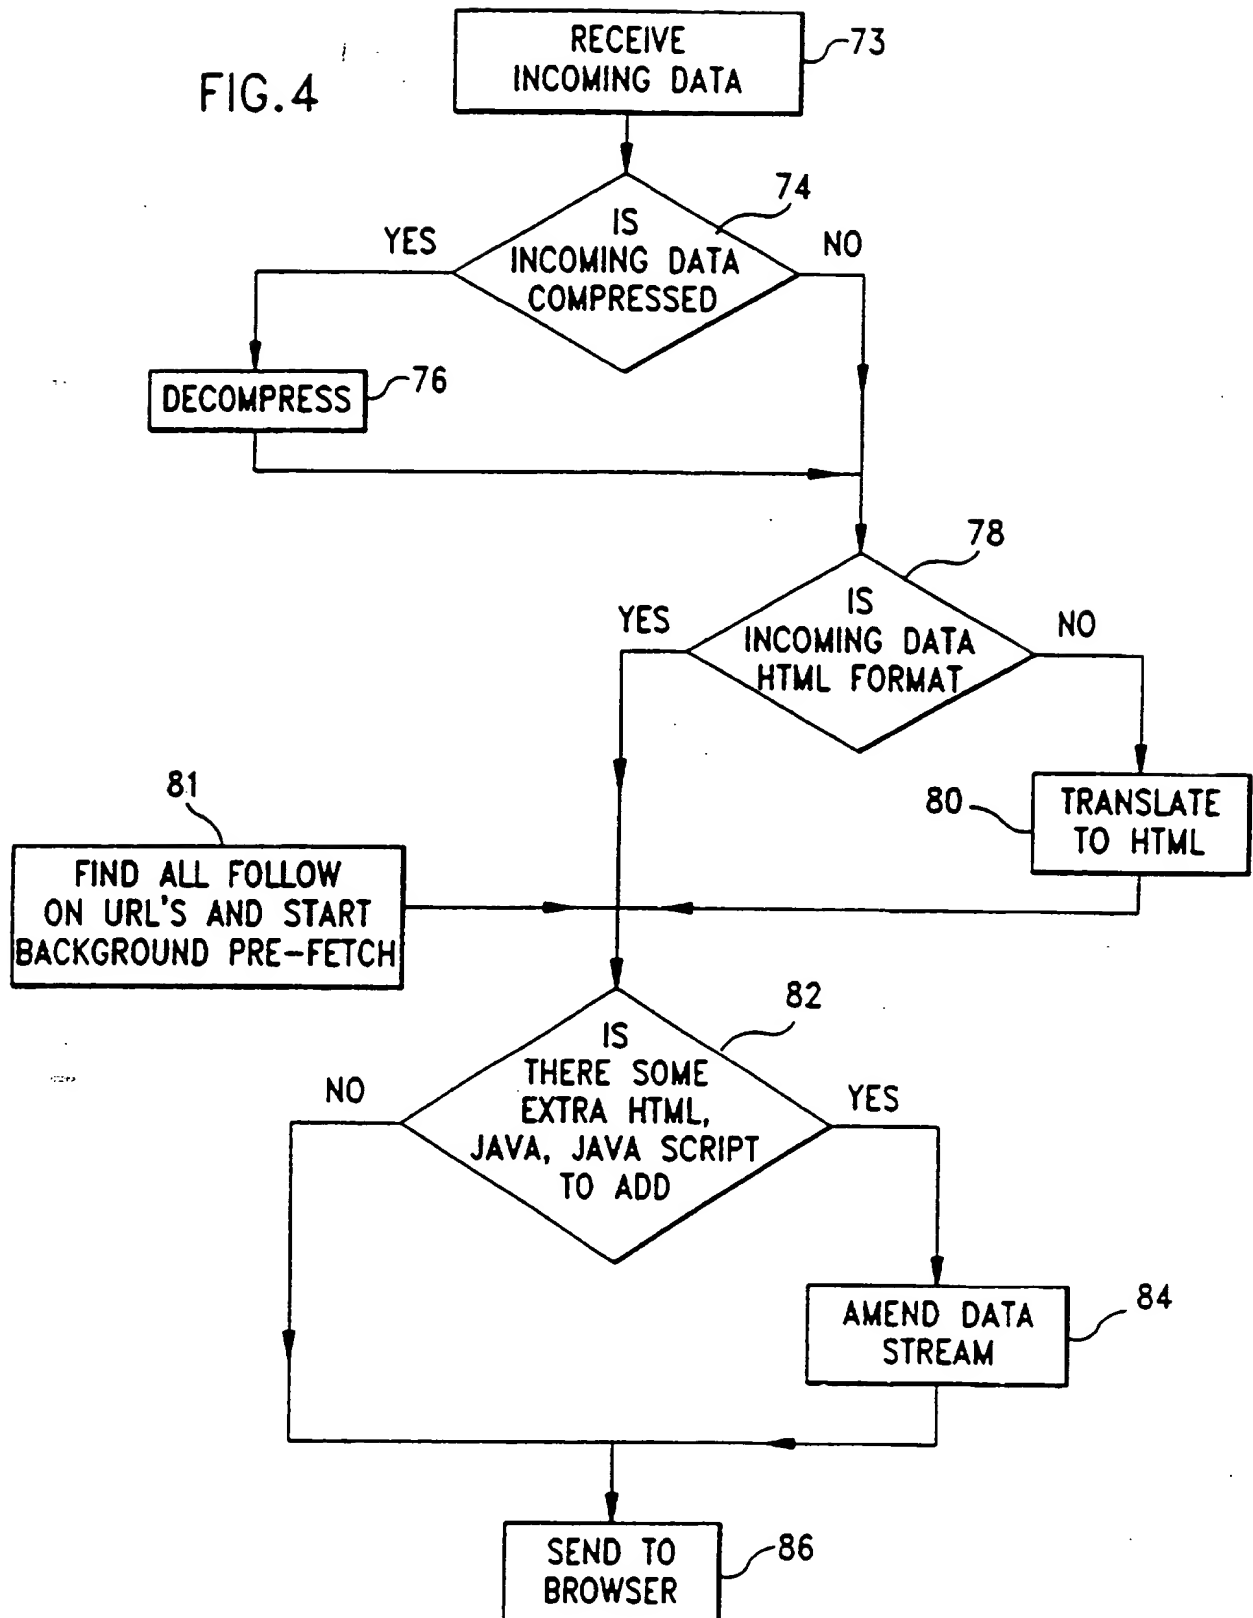 FIG.4
RECEIVE
INCOMING DATA
73
74
IS
INCOMING DATA
COMPRESSED
YES
NO
DECOMPRESS
76
78
IS
INCOMING DATA
HTML FORMAT
YES
NO
81
FIND ALL FOLLOW
ON URL'S AND START
BACKGROUND PRE-FETCH
80
TRANSLATE
TO HTML
82
IS
THERE SOME
EXTRA HTML,
JAVA, JAVA SCRIPT
TO ADD
NO
YES
AMEND DATA
STREAM
84
SEND TO
BROWSER
86